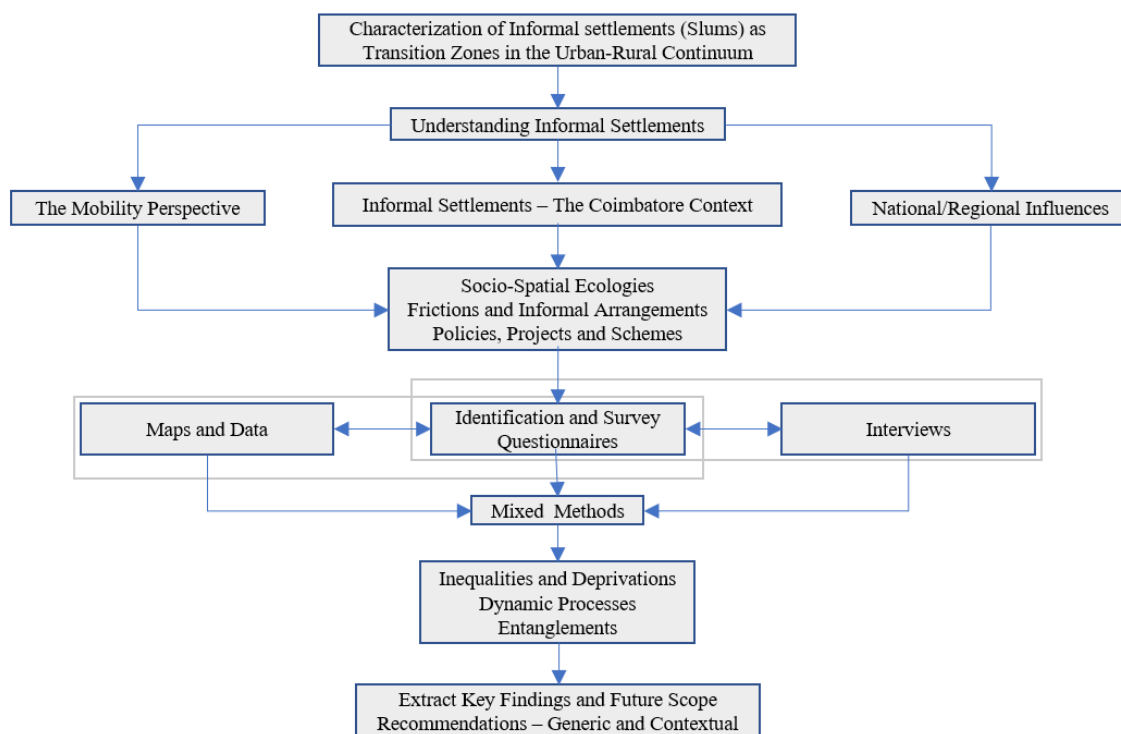 Characterization of Informal settlements (Slums) as
Transition Zones in the Urban-Rural Continuum
Understanding Informal Settlements
The Mobility Perspective
Informal Settlements – The Coimbatore Context
National/Regional Influences
Socio-Spatial Ecologies
Frictions and Informal Arrangements
Policies, Projects and Schemes
Maps and Data
Identification and Survey
Questionnaires
Interviews
Mixed Methods
Inequalities and Deprivations
Dynamic Processes
Entanglements
Extract Key Findings and Future Scope
Recommendations – Generic and Contextual